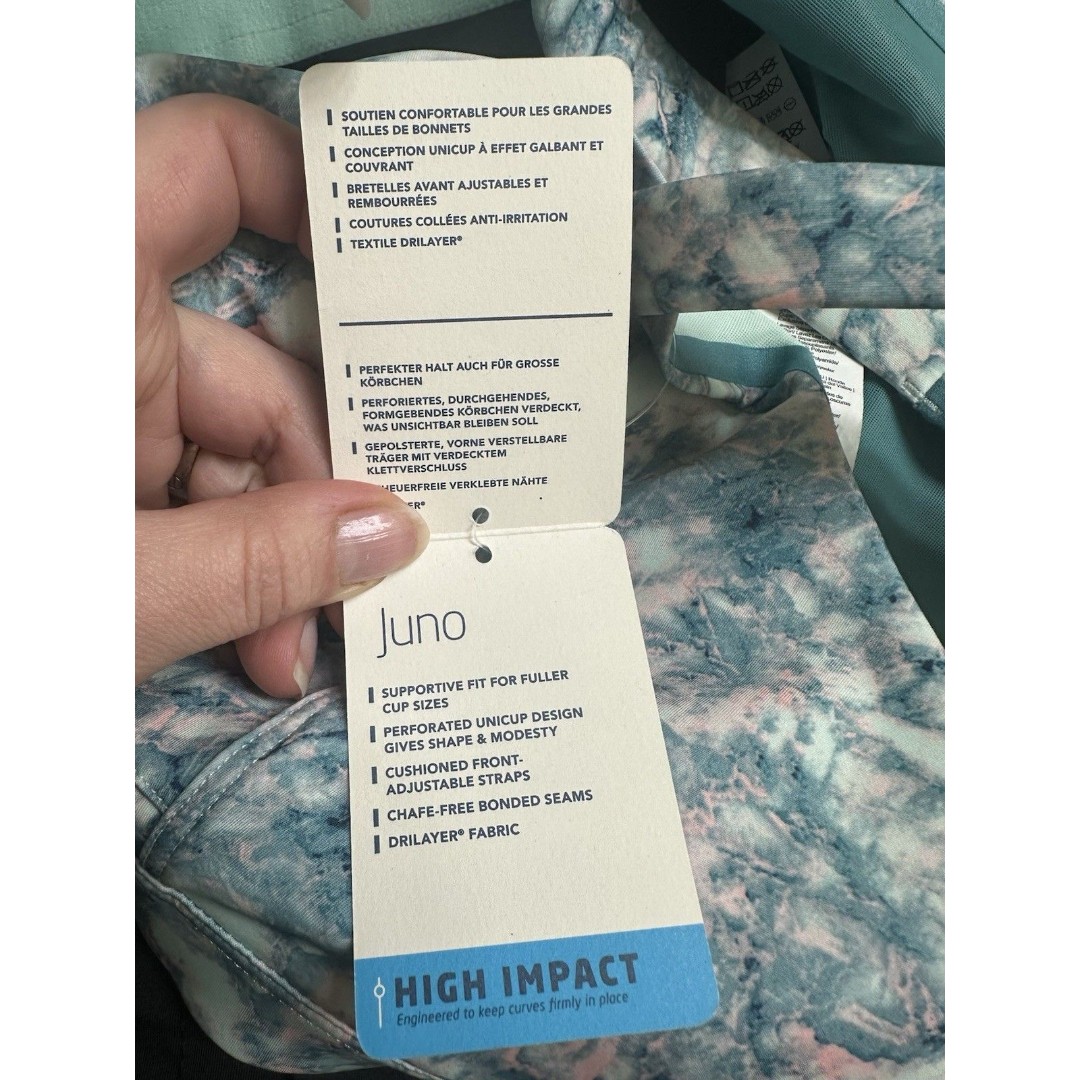 SOUTIEN CONFORTABLE POUR LES GRANDES
TAILLES DE BONNETS
CONCEPTION UNICUP À EFFET GALBANT ET
COUVRANT
BRETELLES AVANT AJUSTABLES ET
REMBOURRÉES
COUTURES COLLÉES ANTI-IRRITATION
TEXTILE DRILAYER®
PERFEKTER HALT AUCH FÜR GROSSE
KÖRBCHEN
PERFORIERTES, DURCHGEHENDES,
FORMGEBENDES KÖRBCHEN VERDECKT,
WAS UNSICHTBAR BLEIBEN SOLL
GEPOLSTERTE, VORNE VERSTELLBARE
TRÄGER MIT VERDECKTEM
KLETTVERSCHLUSS
HEUERFREIE VERKLEBTE NÄHTE
ER®
Juno
SUPPORTIVE FIT FOR FULLER
CUP SIZES
PERFORATED UNICUP DESIGN
GIVES SHAPE & MODESTY
CUSHIONED FRONT-
ADJUSTABLE STRAPS
CHAFE-FREE BONDED SEAMS
DRILAYER® FABRIC
HIGH IMPACT
Engineered to keep curves firmly in place